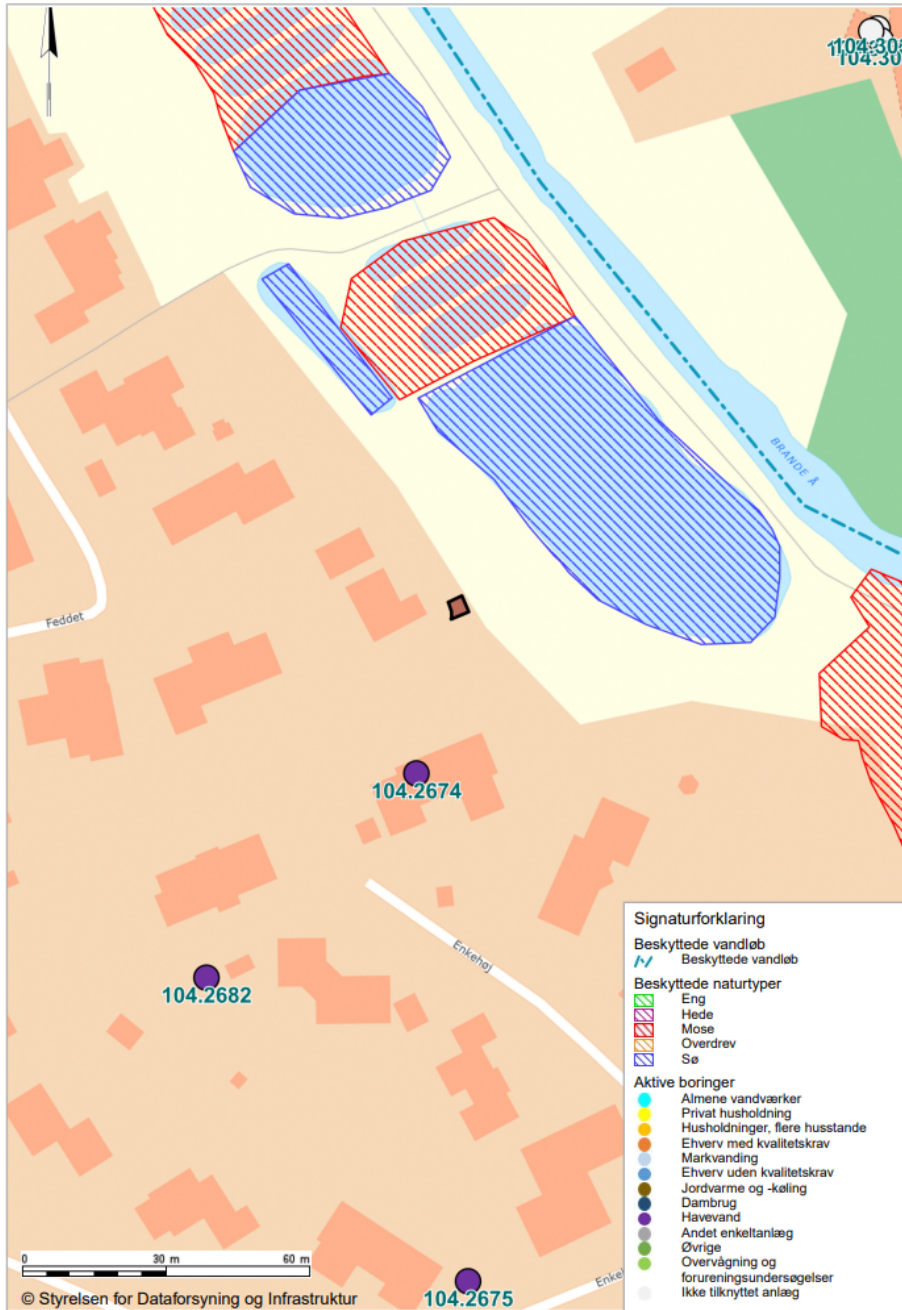 104.2674
104.2682
104.2675
BRANDE Å
Feddet
Enkehøj
Signaturforklaring
Beskyttede vandløb
Beskyttede vandløb
Beskyttede naturtyper
Eng
Hede
Mose
Overdrev
Sø
Aktive boringer
Almene vandværker
Privat husholdning
Husholdninger, flere husstande
Ehverv med kvalitetskrav
Markvanding
Ehverv uden kvalitetskrav
Jordvarme og -køling
Dambrug
Havevand
Andet enkeltanlæg
Øvrige
Overvågning og
forureningsundersøgelser
Ikke tilknyttet anlæg
0 30 m 60 m
© Styrelsen for Dataforsyning og Infrastruktur